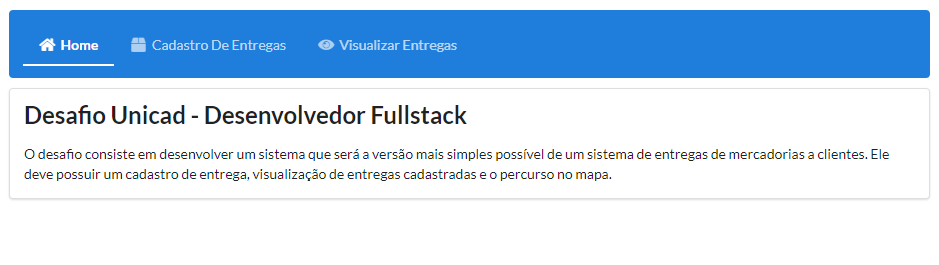 Home Cadastro De Entregas Visualizar Entregas
Desafio Unicad - Desenvolvedor Fullstack
O desafio consiste em desenvolver um sistema que será a versão mais simples possível de um sistema de entregas de mercadorias a clientes. Ele
deve possuir um cadastro de entrega, visualização de entregas cadastradas e o percurso no mapa.